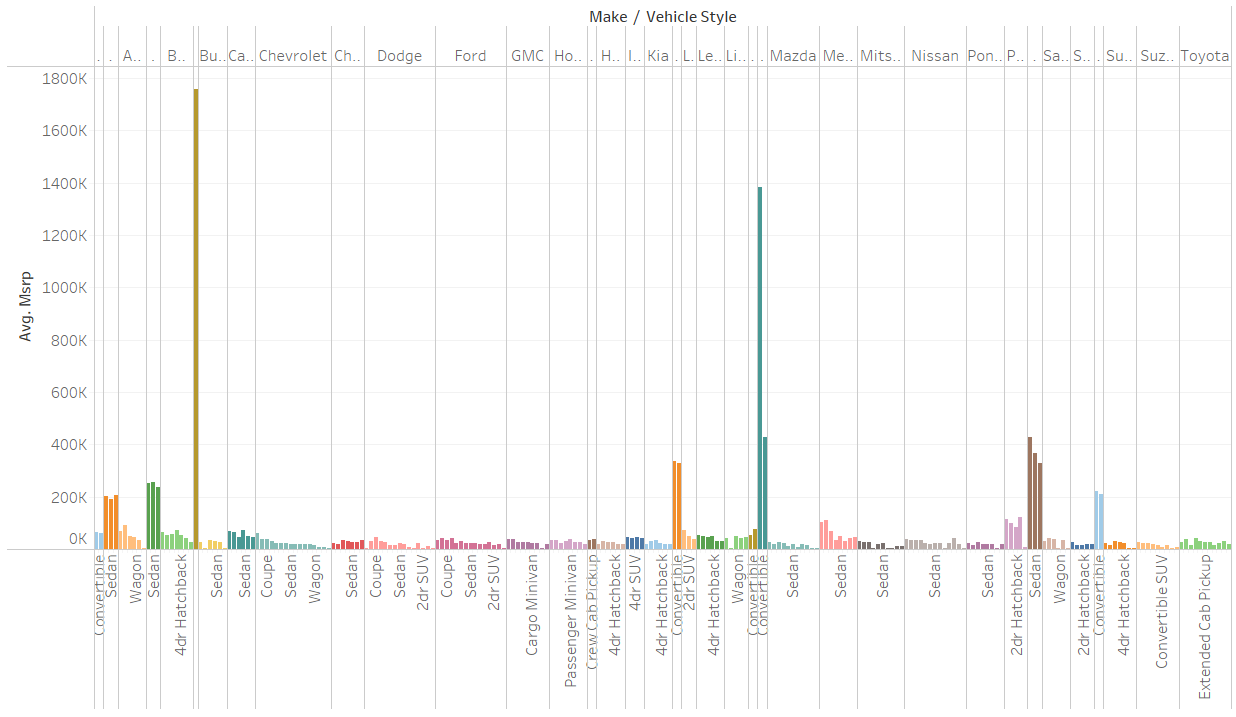 Make / Vehicle Style
. . A.. . B.. Bu.. Ca.. Chevrolet Ch.. Dodge Ford GMC Ho.. . H.. I.. Kia . L. Le.. Li.. . . Mazda Me.. Mits.. Nissan Pon.. P.. . Sa.. S.. . Su.. Suz.. Toyota
1800K
1600K
1400K
1200K
1000K
800K
600K
400K
200K
0K
Avg. Msrp
Convertible
Sedan
Wagon
Sedan
4dr Hatchback
Sedan
Sedan
Coupe
Sedan
Wagon
Sedan
Coupe
Sedan
2dr SUV
Coupe
Sedan
2dr SUV
Cargo Minivan
Passenger Minivan
Crew Cab Pickup
4dr Hatchback
4dr SUV
4dr Hatchback
Convertible
2dr SUV
4dr Hatchback
Wagon
Convertible
Convertible
Sedan
Sedan
Sedan
Sedan
Sedan
2dr Hatchback
Sedan
Wagon
2dr Hatchback
Convertible
4dr Hatchback
Convertible SUV
Extended Cab Pickup